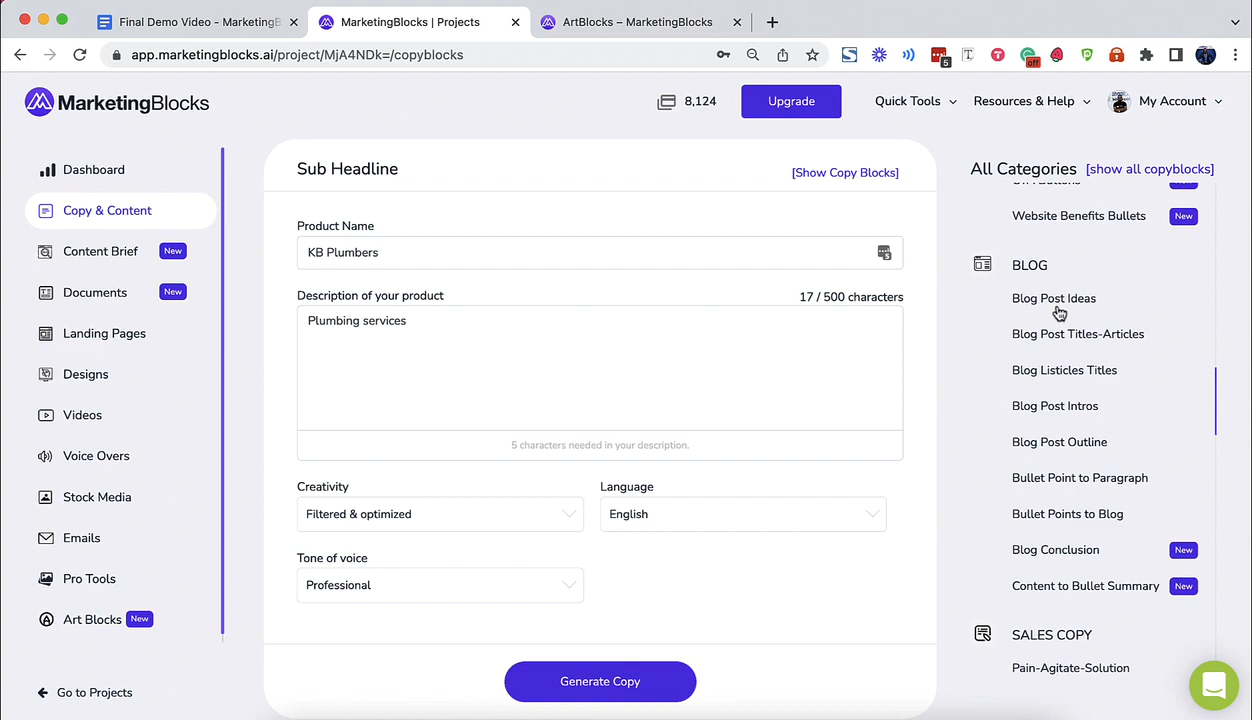 Final Demo Video - MarketingB
MarketingBlocks | Projects
ArtBlocks – MarketingBlocks
app.marketingblocks.ai/project/MjA4NDk=/copyblocks
5
off
MarketingBlocks
8,124
Upgrade
Quick Tools
Resources & Help
My Account
Dashboard
Copy & Content
Content Brief New
Documents New
Landing Pages
Designs
Videos
Voice Overs
Stock Media
Emails
Pro Tools
Art Blocks New
Go to Projects
Sub Headline
[Show Copy Blocks]
Product Name
KB Plumbers
Description of your product
17 / 500 characters
Plumbing services
5 characters needed in your description.
Creativity
Language
Filtered & optimized
English
Tone of voice
Professional
Generate Copy
All Categories [show all copyblocks]
Website Benefits Bullets New
BLOG
Blog Post Ideas
Blog Post Titles-Articles
Blog Listicles Titles
Blog Post Intros
Blog Post Outline
Bullet Point to Paragraph
Bullet Points to Blog
Blog Conclusion New
Content to Bullet Summary New
SALES COPY
Pain-Agitate-Solution